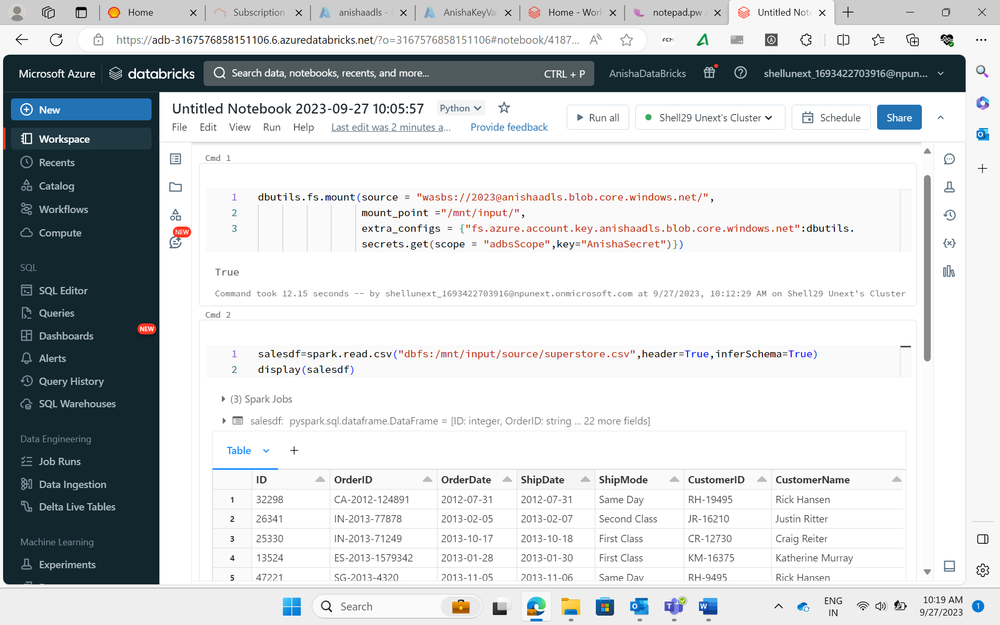 Home
Subscription
anishaadls -
AnishaKeyVa
Home - Work
notepad.pw
Untitled Note
https://adb-3167576858151106.6.azuredatabricks.net/?o=3167576858151106#notebook/4187...
FCM
Microsoft Azure
databricks
Search data, notebooks, recents, and more...
CTRL + P
AnishaDataBricks
shellunext_1693422703916@npun...
New
Workspace
Recents
Catalog
Workflows
Compute
SQL
SQL Editor
Queries
Dashboards
NEW
Alerts
Query History
SQL Warehouses
Data Engineering
Job Runs
Data Ingestion
Delta Live Tables
Machine Learning
Experiments
Untitled Notebook 2023-09-27 10:05:57
Python
File Edit View Run Help
Last edit was 2 minutes a...
Provide feedback
Run all
Shell29 Unext's Cluster
Schedule
Share
NEW
Cmd 1
1 dbutils.fs.mount(source = "wasbs://2023@anishaadls.blob.core.windows.net/",
2 mount_point ="/mnt/input/",
3 extra_configs = {"fs.azure.account.key.anishaadls.blob.core.windows.net":dbutils.
secrets.get(scope = "adbsScope",key="AnishaSecret")})
True
Command took 12.15 seconds -- by shellunext_1693422703916@npunext.onmicrosoft.com at 9/27/2023, 10:12:29 AM on Shell29 Unext's Cluster
Cmd 2
1 salesdf=spark.read.csv("dbfs:/mnt/input/source/superstore.csv",header=True,inferSchema=True)
2 display(salesdf)
(3) Spark Jobs
salesdf: pyspark.sql.dataframe.DataFrame = [ID: integer, OrderID: string ... 22 more fields]
Table
ID OrderID OrderDate ShipDate ShipMode CustomerID CustomerName
1 32298 CA-2012-124891 2012-07-31 2012-07-31 Same Day RH-19495 Rick Hansen
2 26341 IN-2013-77878 2013-02-05 2013-02-07 Second Class JR-16210 Justin Ritter
3 25330 IN-2013-71249 2013-10-17 2013-10-18 First Class CR-12730 Craig Reiter
4 13524 ES-2013-1579342 2013-01-28 2013-01-30 First Class KM-16375 Katherine Murray
5 47221 SG-2013-4320 2013-11-05 2013-11-06 Same Day RH-9495 Rick Hansen
Search
ENG
IN
10:19 AM
9/27/2023
1